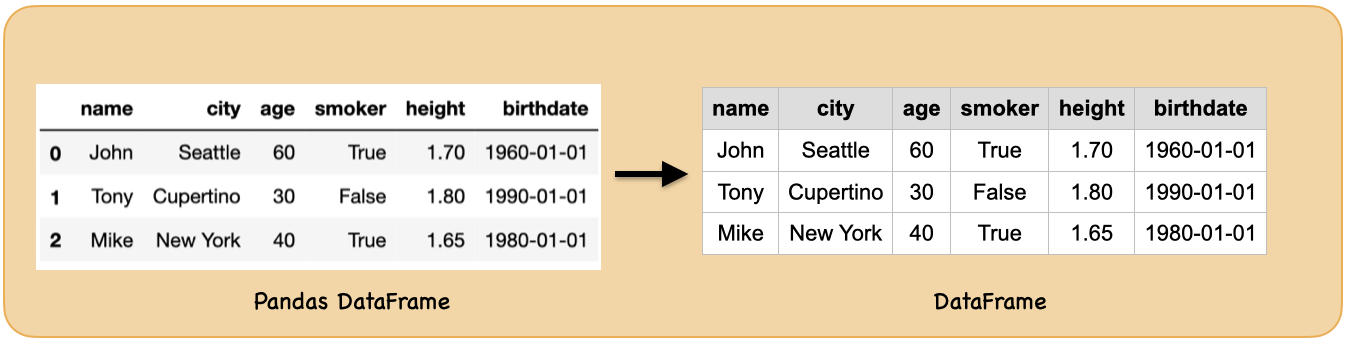 name city age smoker height birthdate
0 John Seattle 60 True 1.70 1960-01-01
1 Tony Cupertino 30 False 1.80 1990-01-01
2 Mike New York 40 True 1.65 1980-01-01
Pandas DataFrame
name city age smoker height birthdate
John Seattle 60 True 1.70 1960-01-01
Tony Cupertino 30 False 1.80 1990-01-01
Mike New York 40 True 1.65 1980-01-01
DataFrame